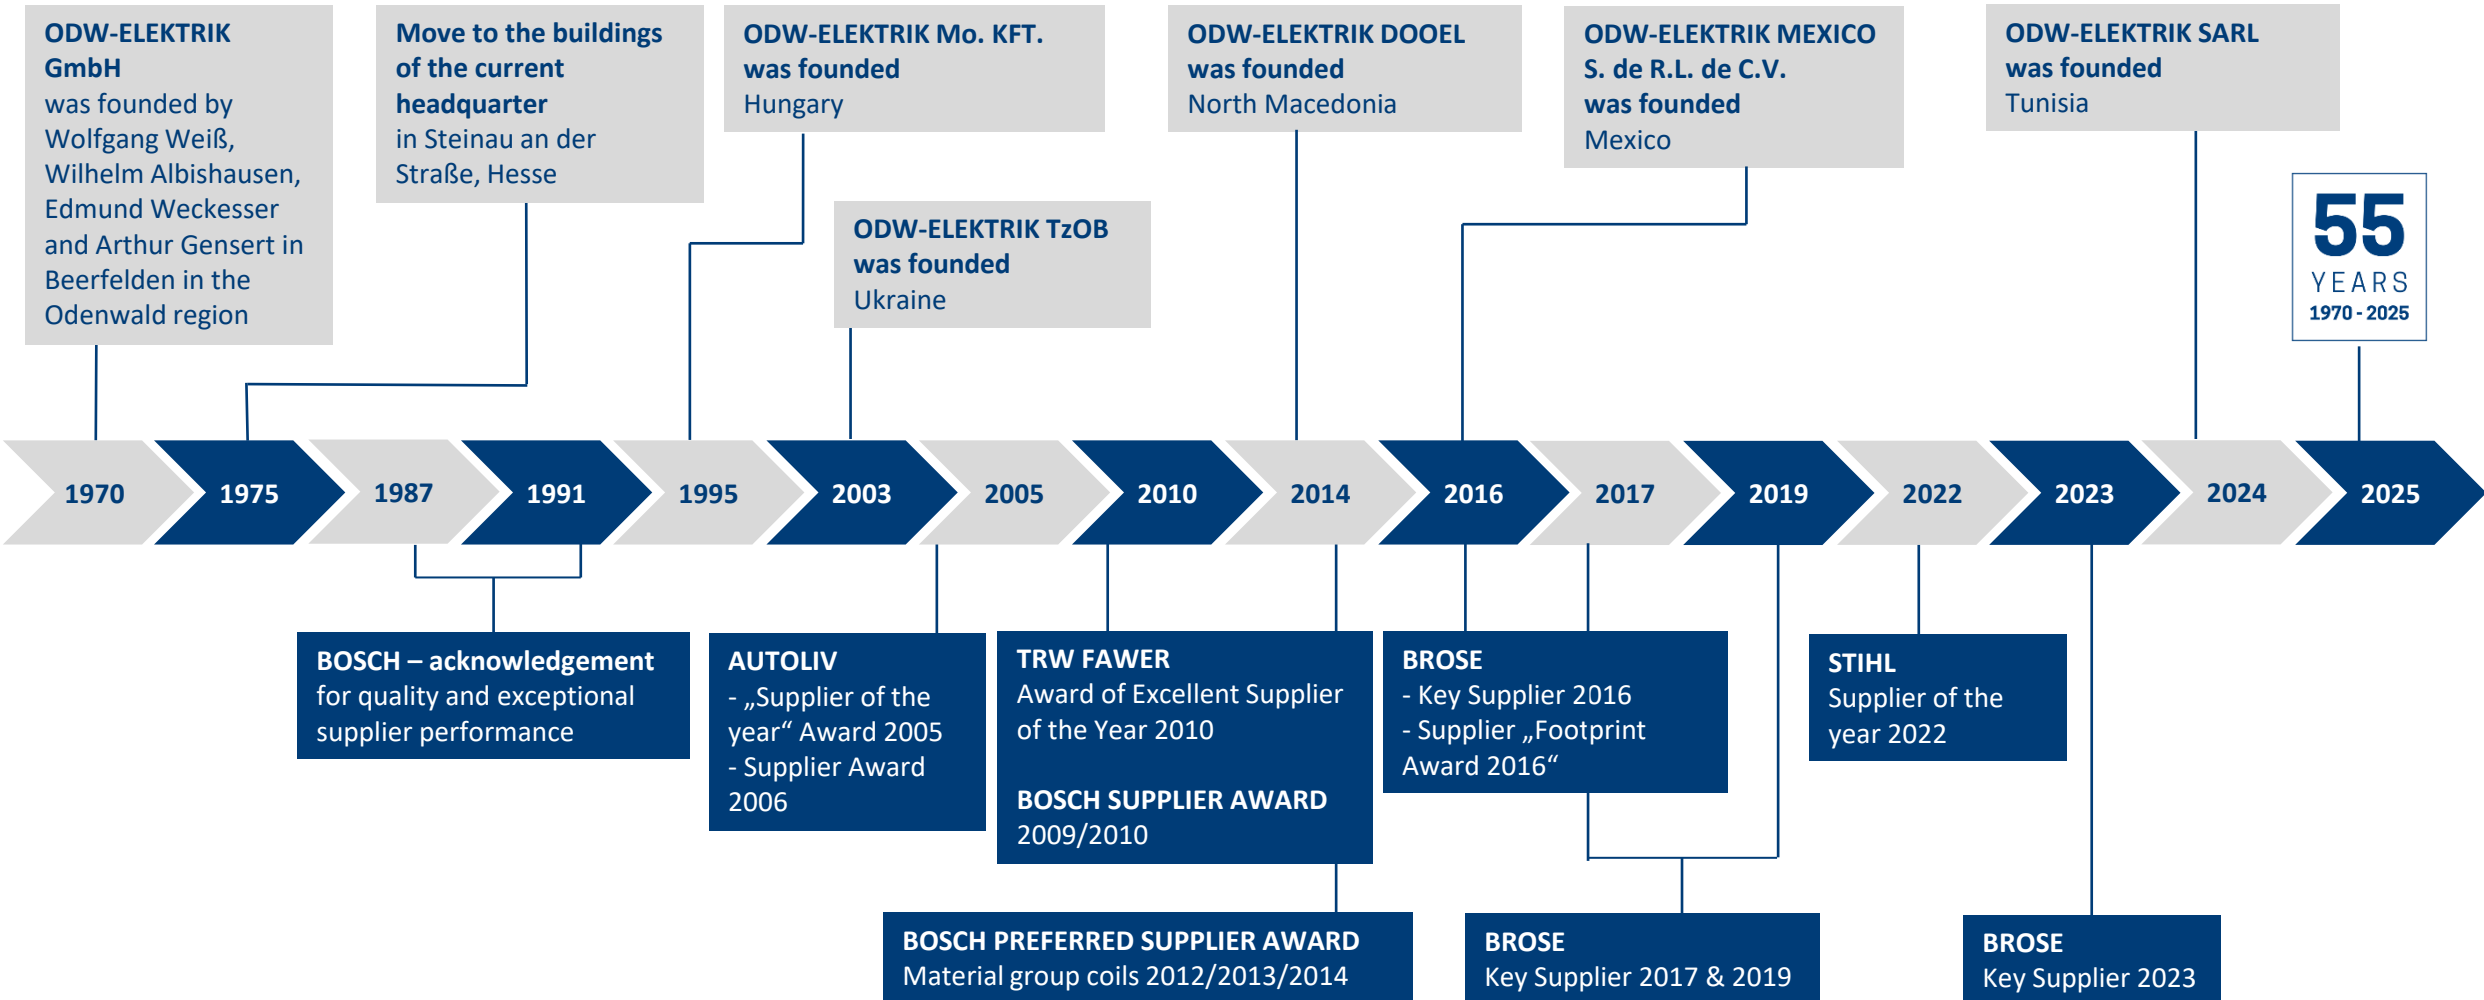 ODW-ELEKTRIK
GmbH
was founded by
Wolfgang Weiß,
Wilhelm Albishausen,
Edmund Weckesser
and Arthur Gensert in
Beerfelden in the
Odenwald region
Move to the buildings
of the current
headquarter
in Steinau an der
Straße, Hesse
ODW-ELEKTRIK Mo. KFT.
was founded
Hungary
ODW-ELEKTRIK TzOB
was founded
Ukraine
ODW-ELEKTRIK DOOEL
was founded
North Macedonia
ODW-ELEKTRIK MEXICO
S. de R.L. de C.V.
was founded
Mexico
ODW-ELEKTRIK SARL
was founded
Tunisia
55
YEARS
1970 - 2025
1970
1975
1987
1991
1995
2003
2005
2010
2014
2016
2017
2019
2022
2023
2024
2025
BOSCH – acknowledgement
for quality and exceptional
supplier performance
AUTOLIV
- „Supplier of the
year“ Award 2005
- Supplier Award
2006
TRW FAWER
Award of Excellent Supplier
of the Year 2010
BOSCH SUPPLIER AWARD
2009/2010
BOSCH PREFERRED SUPPLIER AWARD
Material group coils 2012/2013/2014
BROSE
- Key Supplier 2016
- Supplier „Footprint
Award 2016“
BROSE
Key Supplier 2017 & 2019
STIHL
Supplier of the
year 2022
BROSE
Key Supplier 2023